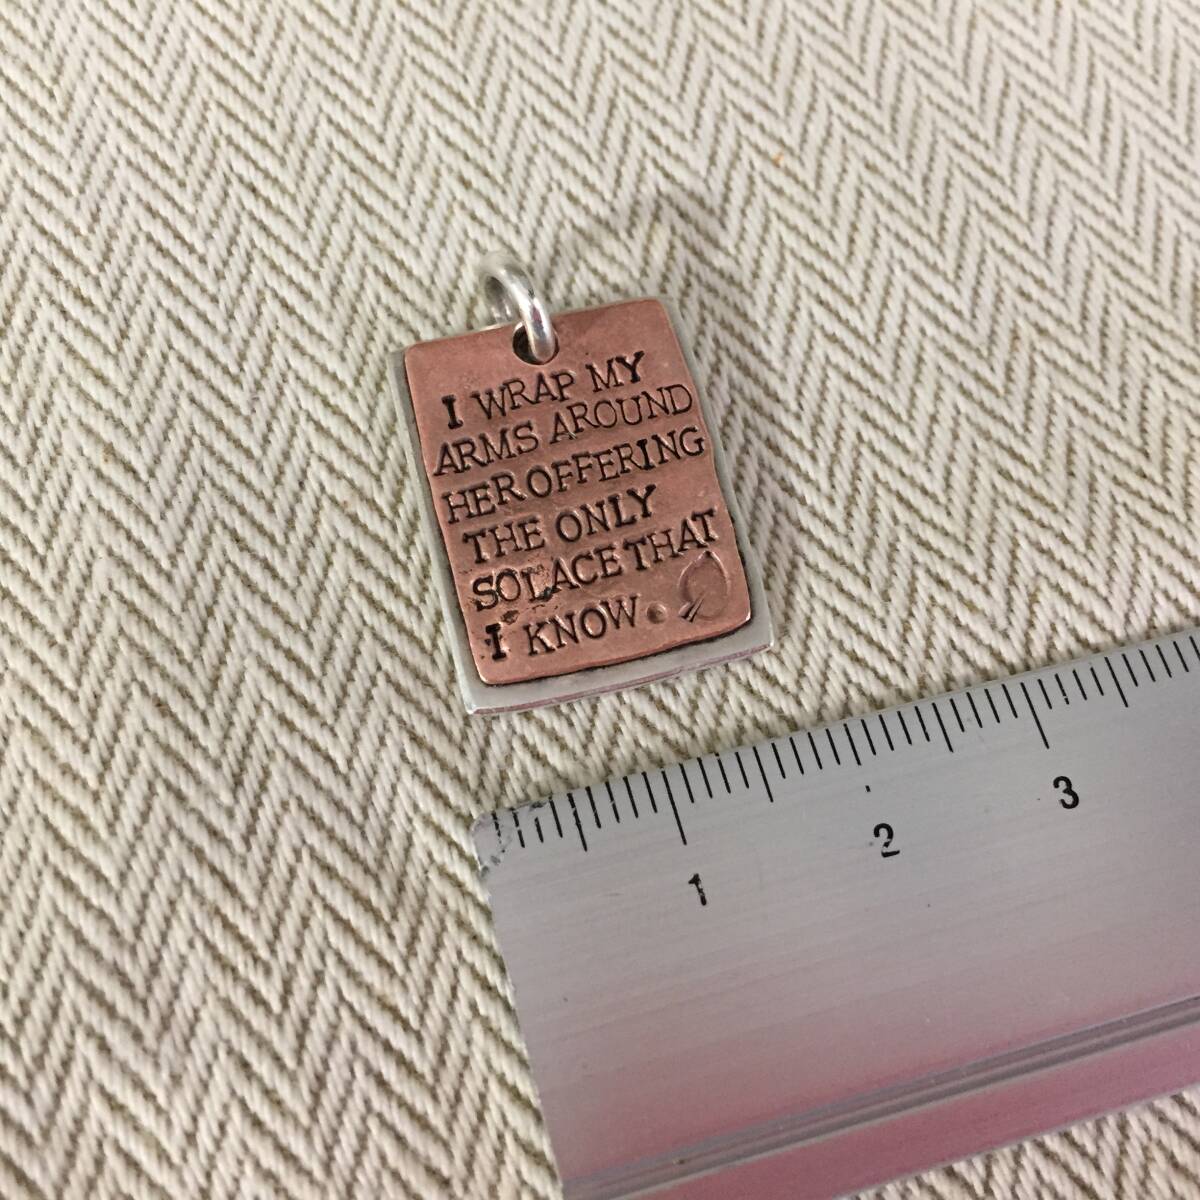 I WRAP MY
ARMS AROUND
HER OFFERING
THE ONLY
SOLACE THAT
I KNOW.
1
2
3